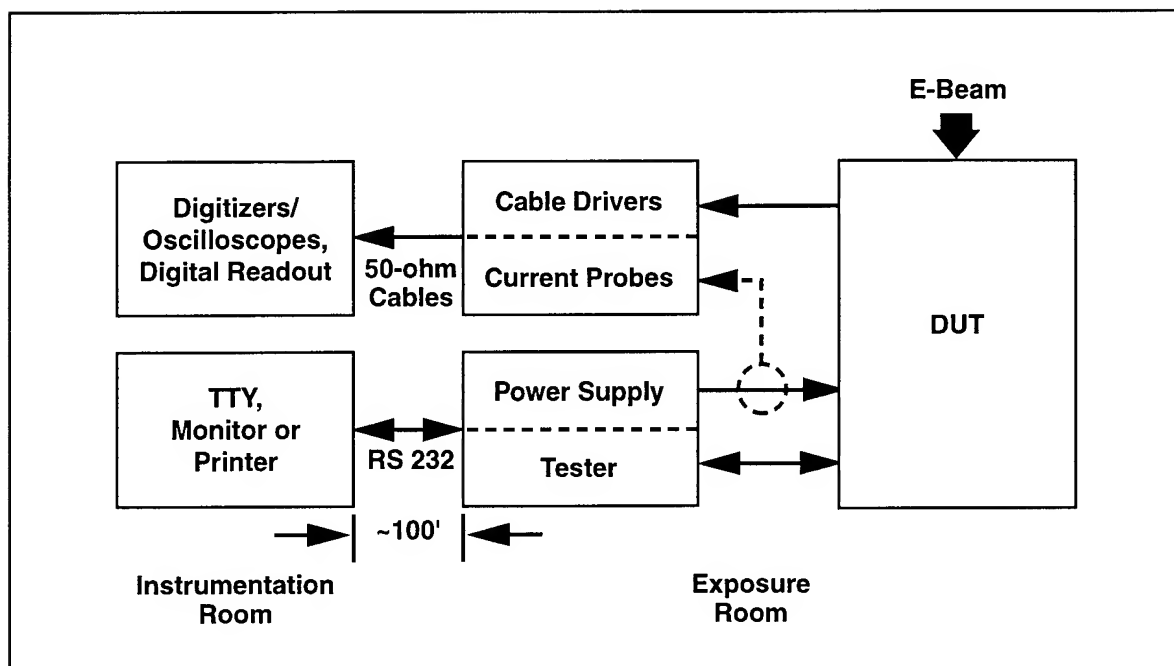 E-Beam
Digitizers/
Oscilloscopes,
Digital Readout
50-ohm
Cables
Cable Drivers
Current Probes
DUT
TTY,
Monitor or
Printer
RS 232
Power Supply
Tester
~100'
Instrumentation
Room
Exposure
Room